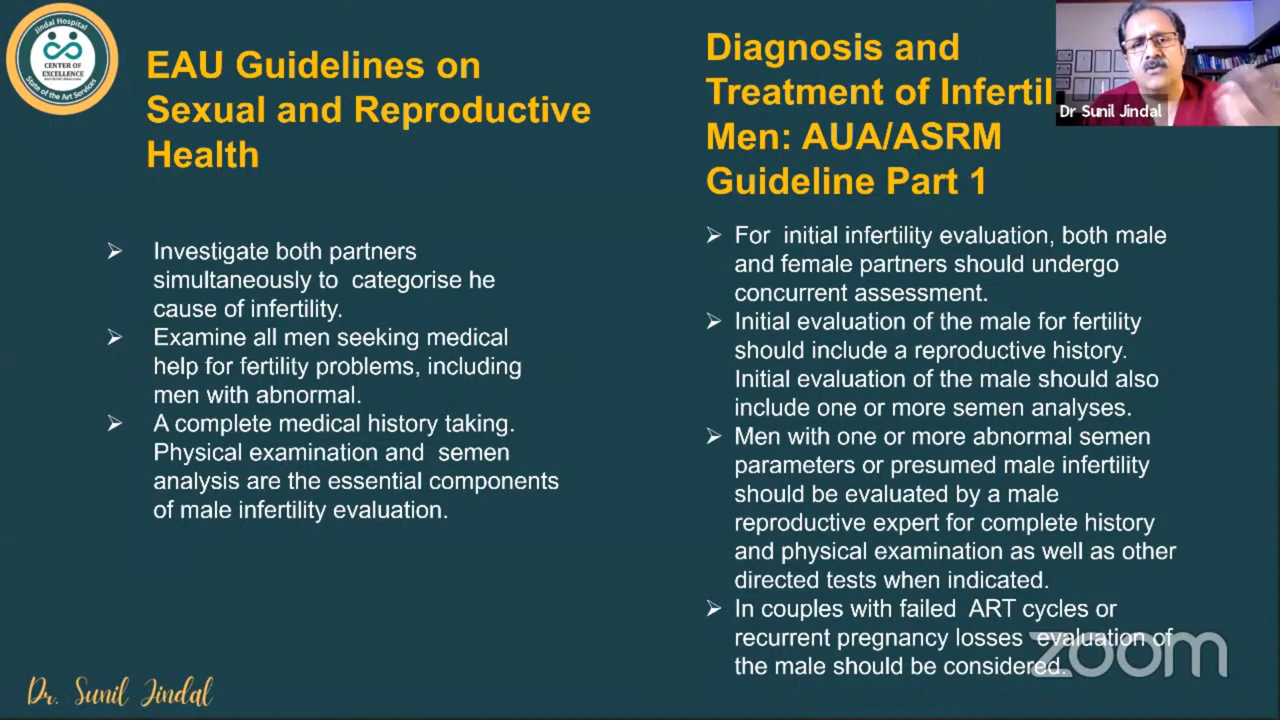 Jindal Hospital
CENTER OF
EXCELLENCE
State of the Art Services
EAU Guidelines on
Sexual and Reproductive
Health
➢ Investigate both partners
simultaneously to categorise he
cause of infertility.
➢ Examine all men seeking medical
help for fertility problems, including
men with abnormal.
➢ A complete medical history taking.
Physical examination and semen
analysis are the essential components
of male infertility evaluation.
Dr. Sunil Jindal
Diagnosis and
Treatment of Infertil
Men: AUA/ASRM
Guideline Part 1
➢ For initial infertility evaluation, both male
and female partners should undergo
concurrent assessment.
➢ Initial evaluation of the male for fertility
should include a reproductive history.
Initial evaluation of the male should also
include one or more semen analyses.
➢ Men with one or more abnormal semen
parameters or presumed male infertility
should be evaluated by a male
reproductive expert for complete history
and physical examination as well as other
directed tests when indicated.
➢ In couples with failed ART cycles or
recurrent pregnancy losses evaluation of
the male should be considered.
Dr Sunil Jindal
zoom